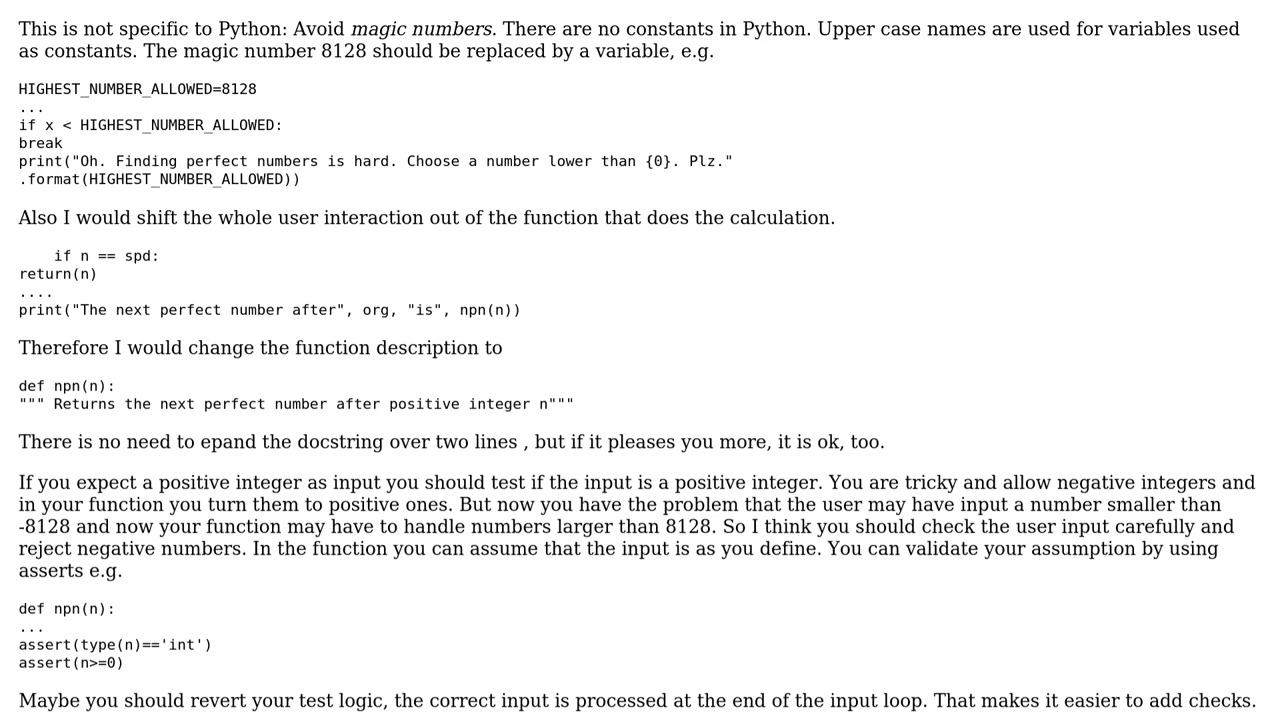 This is not specific to Python: Avoid magic numbers. There are no constants in Python. Upper case names are used for variables used
as constants. The magic number 8128 should be replaced by a variable, e.g.
HIGHEST_NUMBER_ALLOWED=8128
...
if x < HIGHEST_NUMBER_ALLOWED:
break
print("Oh. Finding perfect numbers is hard. Choose a number lower than {0}. Plz."
.format(HIGHEST_NUMBER_ALLOWED))
Also I would shift the whole user interaction out of the function that does the calculation.
    if n == spd:
return(n)
....
print("The next perfect number after", org, "is", npn(n))
Therefore I would change the function description to
def npn(n):
""" Returns the next perfect number after positive integer n"""
There is no need to epand the docstring over two lines , but if it pleases you more, it is ok, too.
If you expect a positive integer as input you should test if the input is a positive integer. You are tricky and allow negative integers and
in your function you turn them to positive ones. But now you have the problem that the user may have input a number smaller than
-8128 and now your function may have to handle numbers larger than 8128. So I think you should check the user input carefully and
reject negative numbers. In the function you can assume that the input is as you define. You can validate your assumption by using
asserts e.g.
def npn(n):
...
assert(type(n)=='int')
assert(n>=0)
Maybe you should revert your test logic, the correct input is processed at the end of the input loop. That makes it easier to add checks.